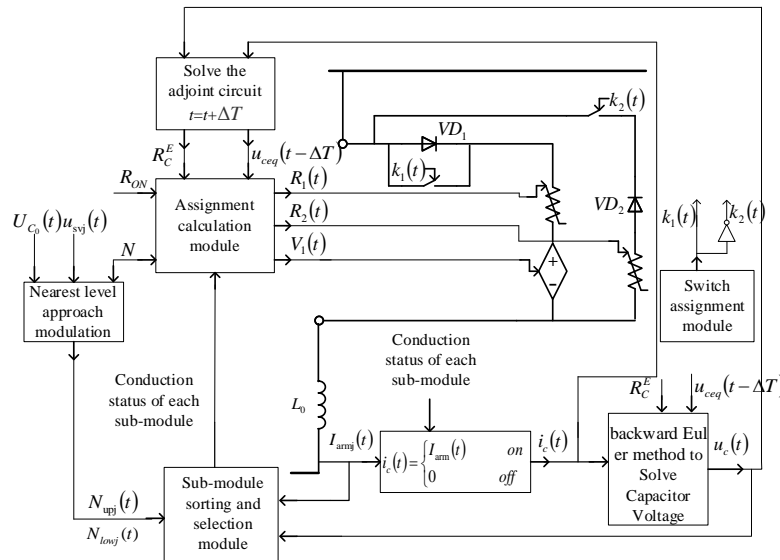 Solve the
adjoint circuit
t=t+ΔT
R_C^E
u_ceq(t−ΔT)
R_ON
Assignment
calculation
module
R_1(t)
R_2(t)
V_1(t)
U_C0(t)
u_svj(t)
N
Nearest level
approach
modulation
VD_1
k_1(t)
k_2(t)
VD_2
+
−
k_1(t)
k_2(t)
Switch
assignment
module
Conduction
status of each
sub-module
Conduction
status of each
sub-module
L_0
I_armj(t)
i_c(t)={I_arm(t) on
0 off
i_c(t)
R_C^E
u_ceq(t−ΔT)
backward Eul
er method to
Solve
Capacitor
Voltage
u_c(t)
N_upj(t)
N_lowj(t)
Sub-module
sorting and
selection
module